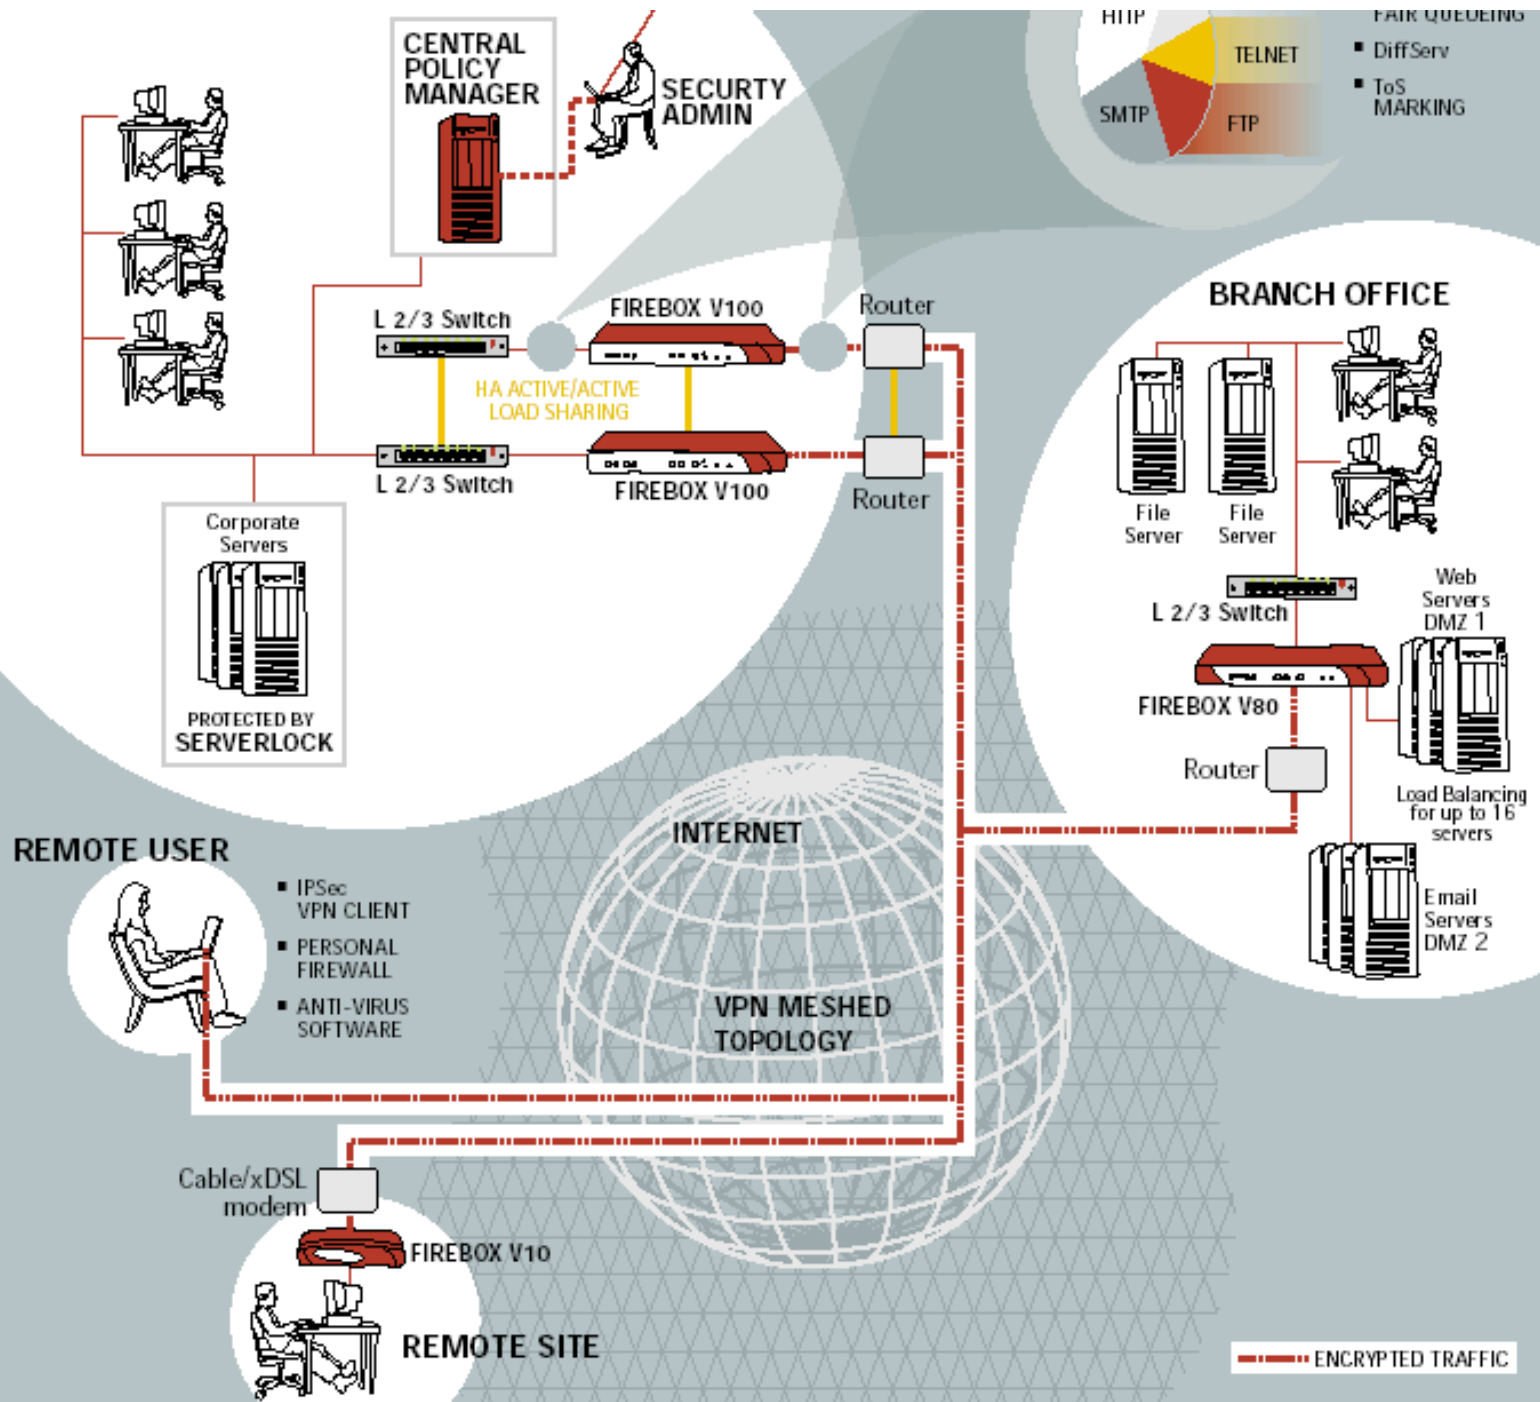 CENTRAL
POLICY
MANAGER
SECURTY
ADMIN
HTTP
TELNET
SMTP
FTP
FAIR QUEUEING
▪ DiffServ
▪ ToS
MARKING
L 2/3 Switch
FIREBOX V100
Router
HA ACTIVE/ACTIVE
LOAD SHARING
L 2/3 Switch
FIREBOX V100
Router
Corporate
Servers
PROTECTED BY
SERVERLOCK
BRANCH OFFICE
File
Server
File
Server
L 2/3 Switch
Web
Servers
DMZ 1
FIREBOX V80
Router
Load Balancing
for up to 16
servers
Email
Servers
DMZ 2
INTERNET
VPN MESHED
TOPOLOGY
REMOTE USER
▪ IPSec
VPN CLIENT
▪ PERSONAL
FIREWALL
▪ ANTI-VIRUS
SOFTWARE
Cable/xDSL
modem
FIREBOX V10
REMOTE SITE
ENCRYPTED TRAFFIC